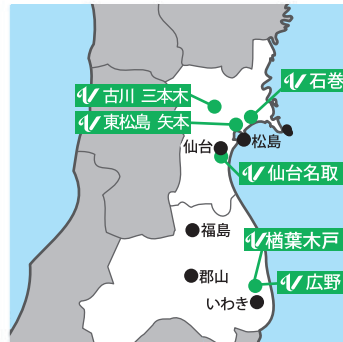 石巻
古川 三本木
東松島 矢本
仙台
松島
仙台名取
福島
楢葉木戸
郡山
広野
いわき